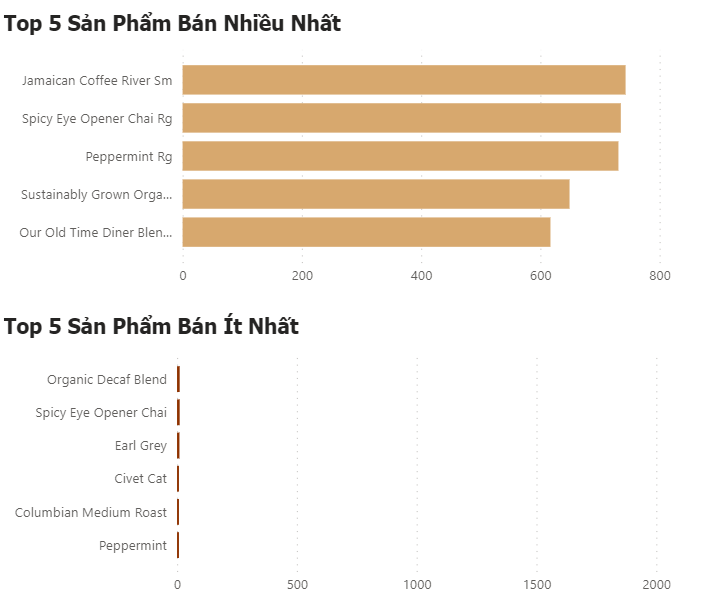 Top 5 Sản Phẩm Bán Nhiều Nhất
Jamaican Coffee River Sm
Spicy Eye Opener Chai Rg
Peppermint Rg
Sustainably Grown Orga...
Our Old Time Diner Blen...
0 200 400 600 800
Top 5 Sản Phẩm Bán Ít Nhất
Organic Decaf Blend
Spicy Eye Opener Chai
Earl Grey
Civet Cat
Columbian Medium Roast
Peppermint
0 500 1000 1500 2000